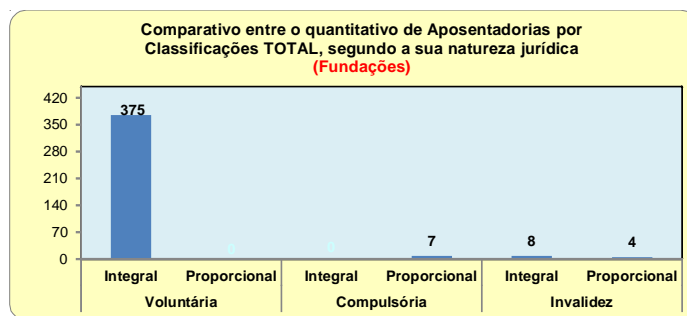 Comparativo entre o quantitativo de Aposentadorias por
Classificações TOTAL, segundo a sua natureza jurídica
(Fundações)
420
350
280
210
140
70
0
375
0
0
7
8
4
Integral Proporcional Integral Proporcional Integral Proporcional
Voluntária Compulsória Invalidez